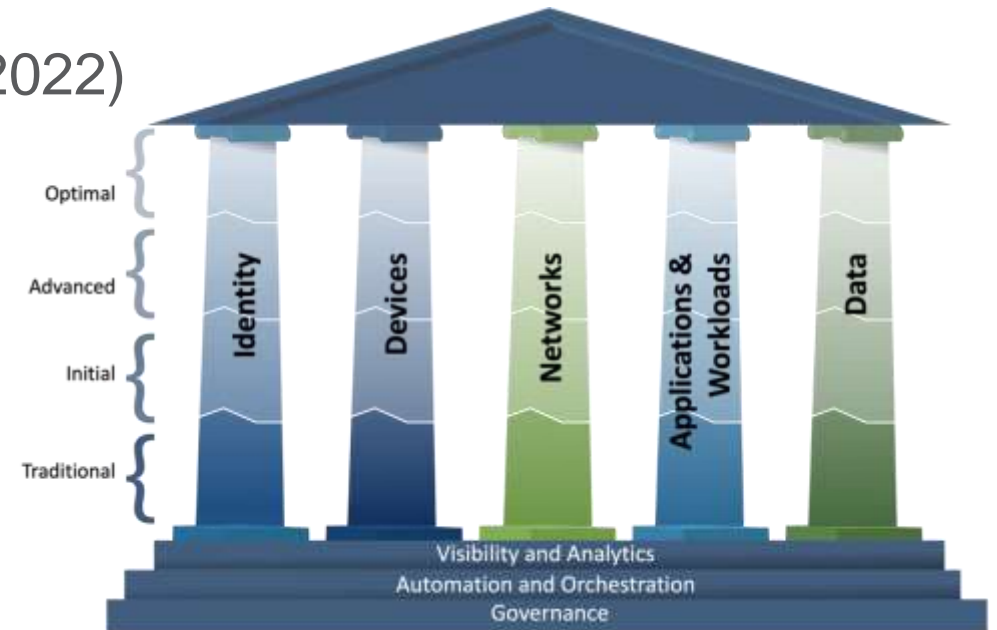 2022)
Optimal
Advanced
Initial
Traditional
Identity
Devices
Networks
Applications &
Workloads
Data
Visibility and Analytics
Automation and Orchestration
Governance